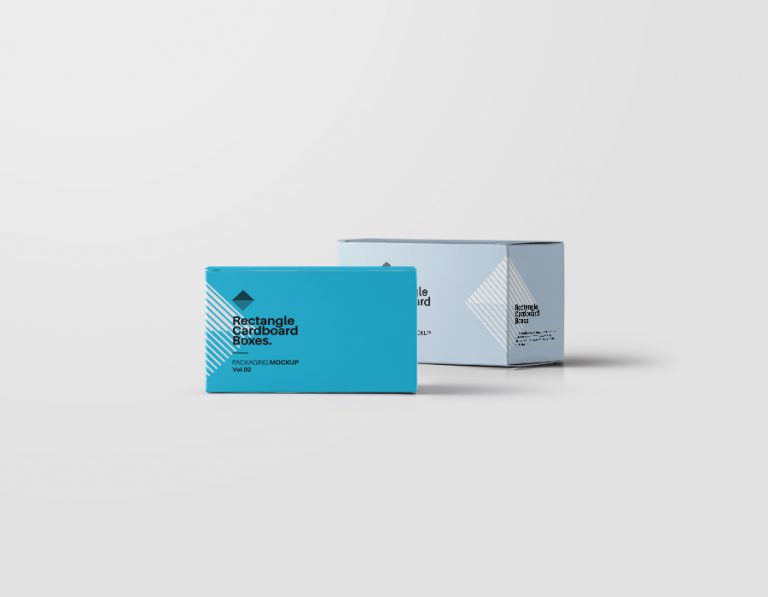 Rectangle
Cardboard
Boxes.
PACKAGING MOCKUP
Vol.02
Rectangle
Cardboard
Boxes